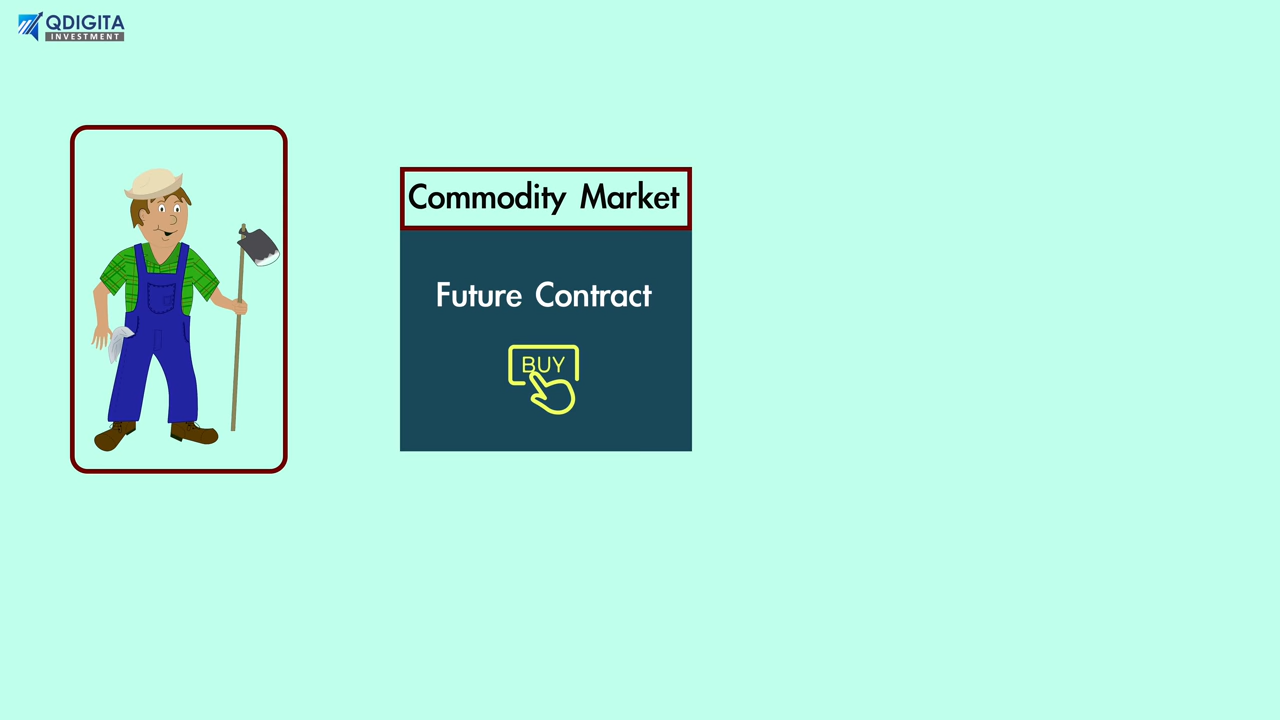 QDIGITA
INVESTMENT
Commodity Market
Future Contract
BUY